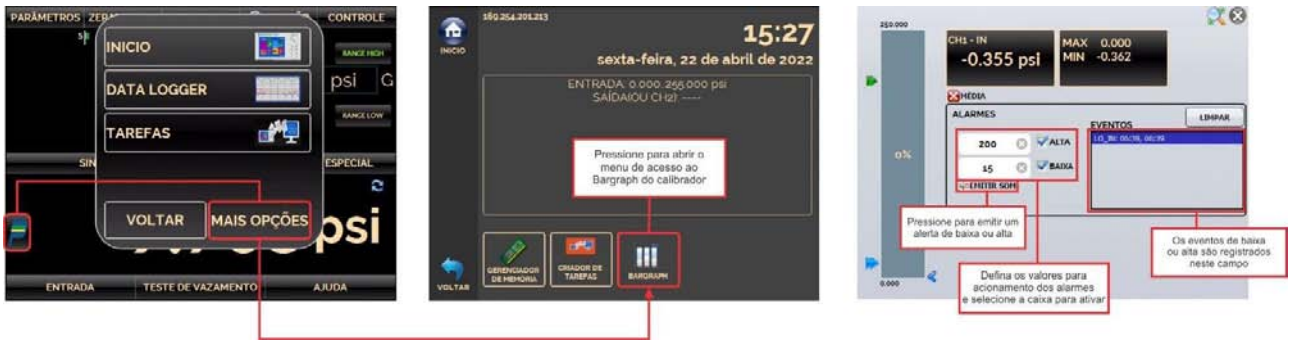 PARÂMETROS
CONTROLE
INICIO
RANGE HIGH
DATA LOGGER
psi
RANGE LOW
TAREFAS
SIN
ESPECIAL
VOLTAR
MAIS OPÇÕES
psi
ENTRADA
TESTE DE VAZAMENTO
AJUDA
169.254.201.213
INICIO
15:27
sexta-feira, 22 de abril de 2022
ENTRADA: 0.000..255.000 psi
SAÍDA(OU CH2): ----
Pressione para abrir o
menu de acesso ao
Bargraph do calibrador
VOLTAR
GERENCIADOR
DE MEMÓRIA
CRIADOR DE
TAREFAS
BARGRAPH
250.000
CH1 - IN
-0.355 psi
MAX 0.000
MIN -0.362
MÉDIA
ALARMES
EVENTOS
LIMPAR
200
ALTA
0%
15
BAIXA
EMITIR SOM
Pressione para emitir um
alerta de baixa ou alta
Os eventos de baixa
ou alta são registrados
neste campo
Defina os valores para
acionamento dos alarmes
e selecione a caixa para ativar
0.000